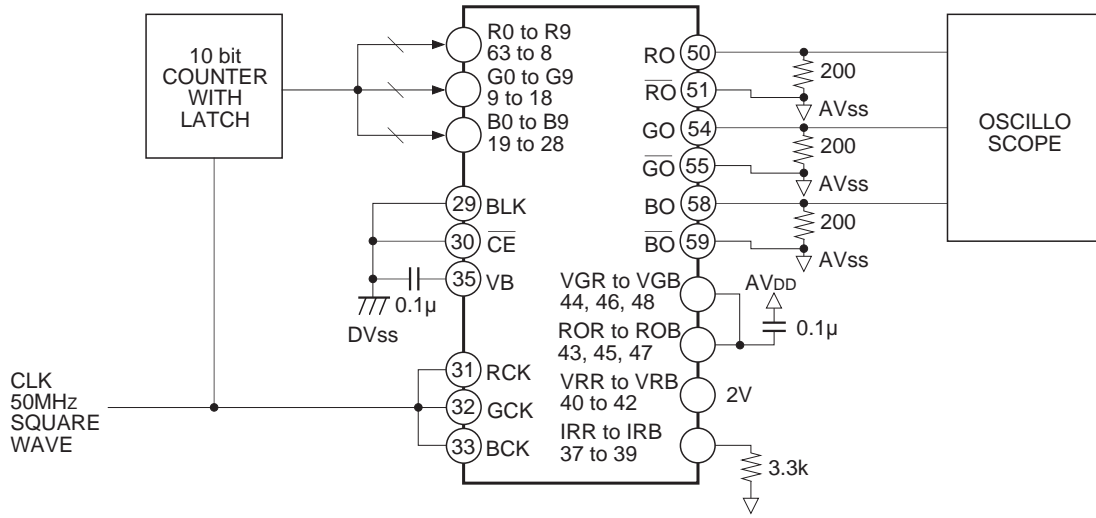 10 bit
COUNTER
WITH
LATCH
R0 to R9
63 to 8
G0 to G9
9 to 18
B0 to B9
19 to 28
29 BLK
30 CE
35 VB
0.1µ
DVss
CLK
50MHz
SQUARE
WAVE
31 RCK
32 GCK
33 BCK
RO 50
RO 51
GO 54
GO 55
BO 58
BO 59
200
AVss
200
AVss
200
AVss
OSCILLO
SCOPE
VGR to VGB
44, 46, 48
AVDD
0.1µ
ROR to ROB
43, 45, 47
VRR to VRB
40 to 42
2V
IRR to IRB
37 to 39
3.3k